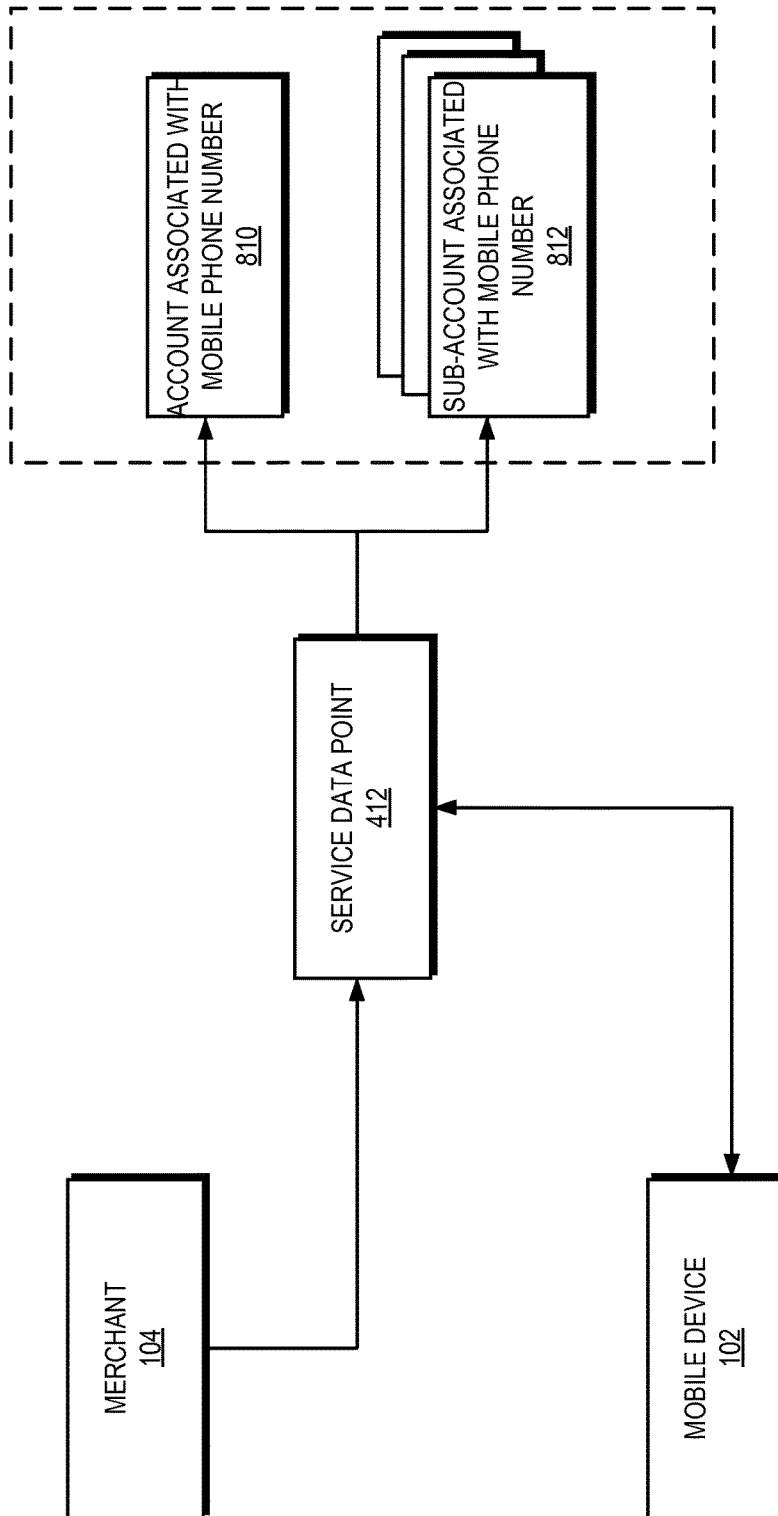 MERCHANT
104
MOBILE DEVICE
102
SERVICE DATA POINT
412
ACCOUNT ASSOCIATED WITH
MOBILE PHONE NUMBER
810
SUB-ACCOUNT ASSOCIATED
WITH MOBILE PHONE
NUMBER
812